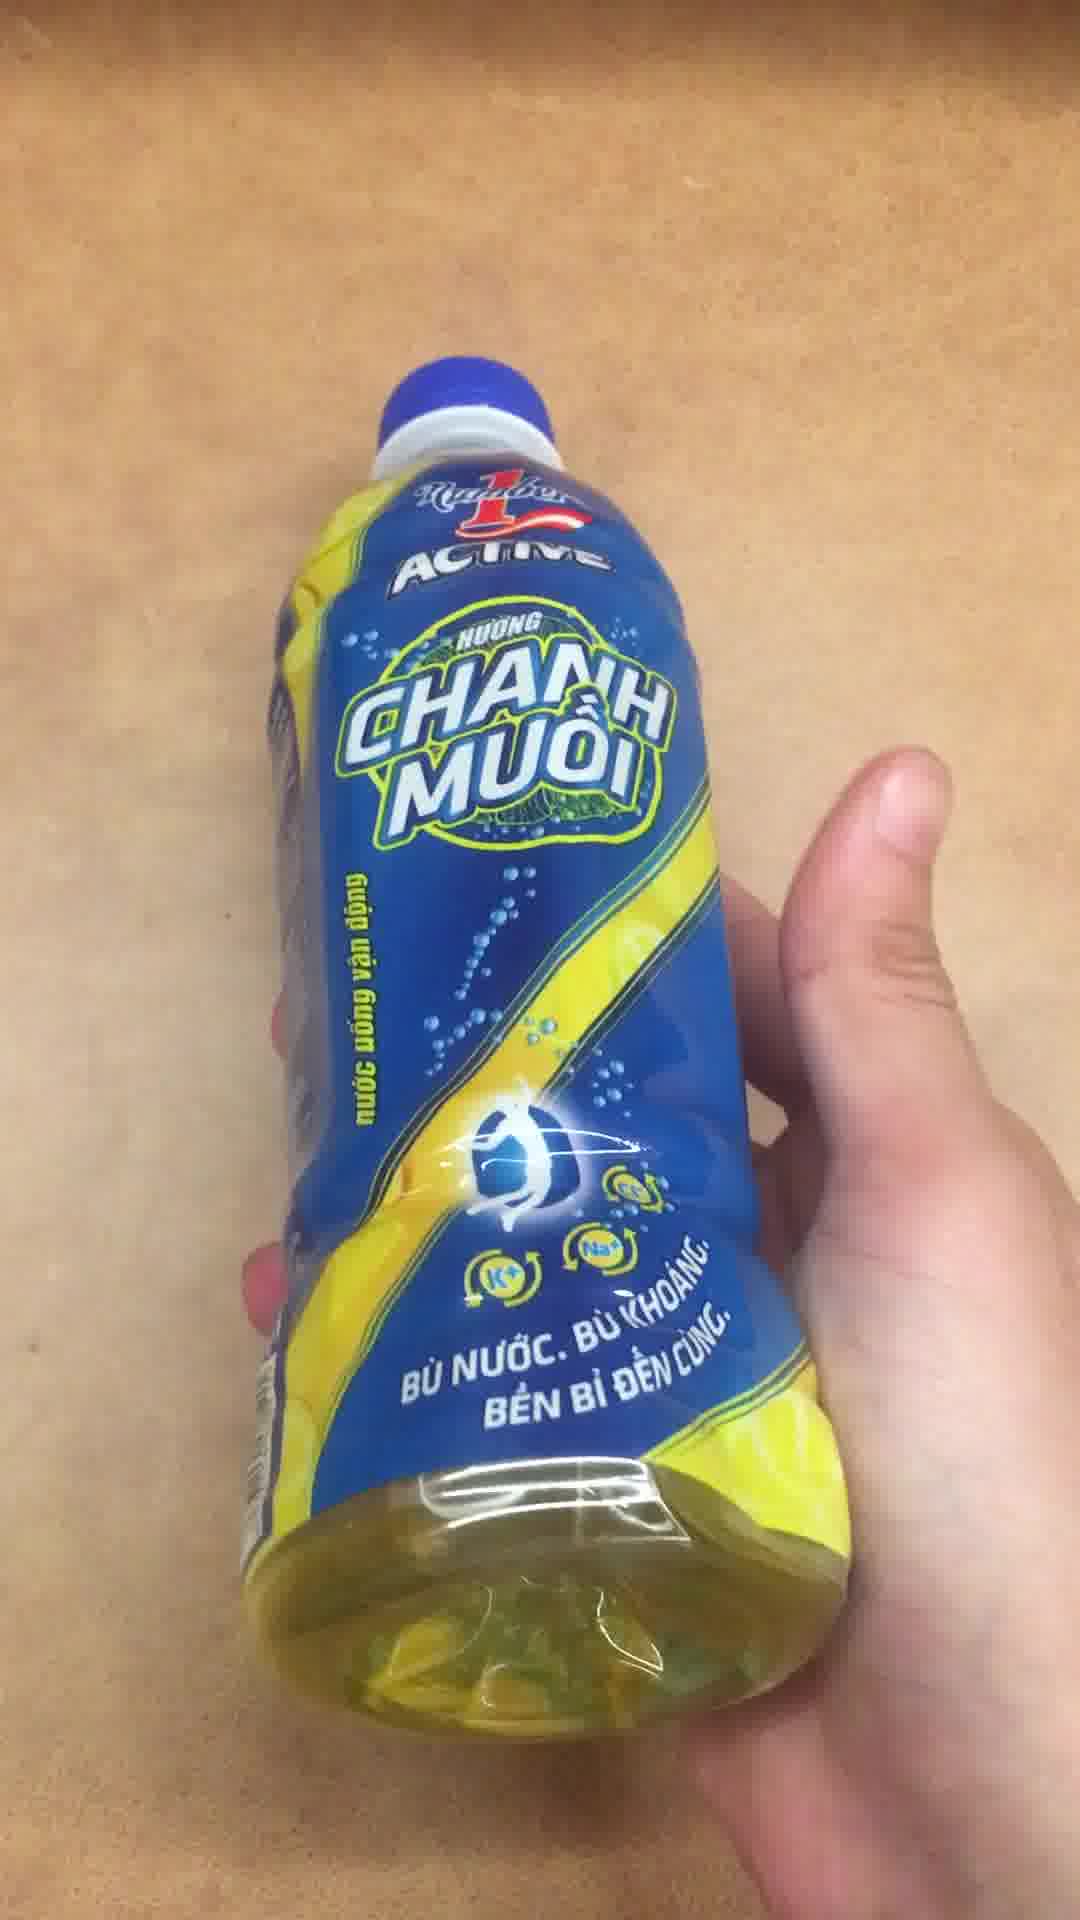 Number 1
ACTIVE
HƯƠNG
CHANH
MUỐI
nước uống vận động
K+
Na+
BÙ NƯỚC. BÙ KHOÁNG.
BỀN BỈ ĐẾN CÙNG.